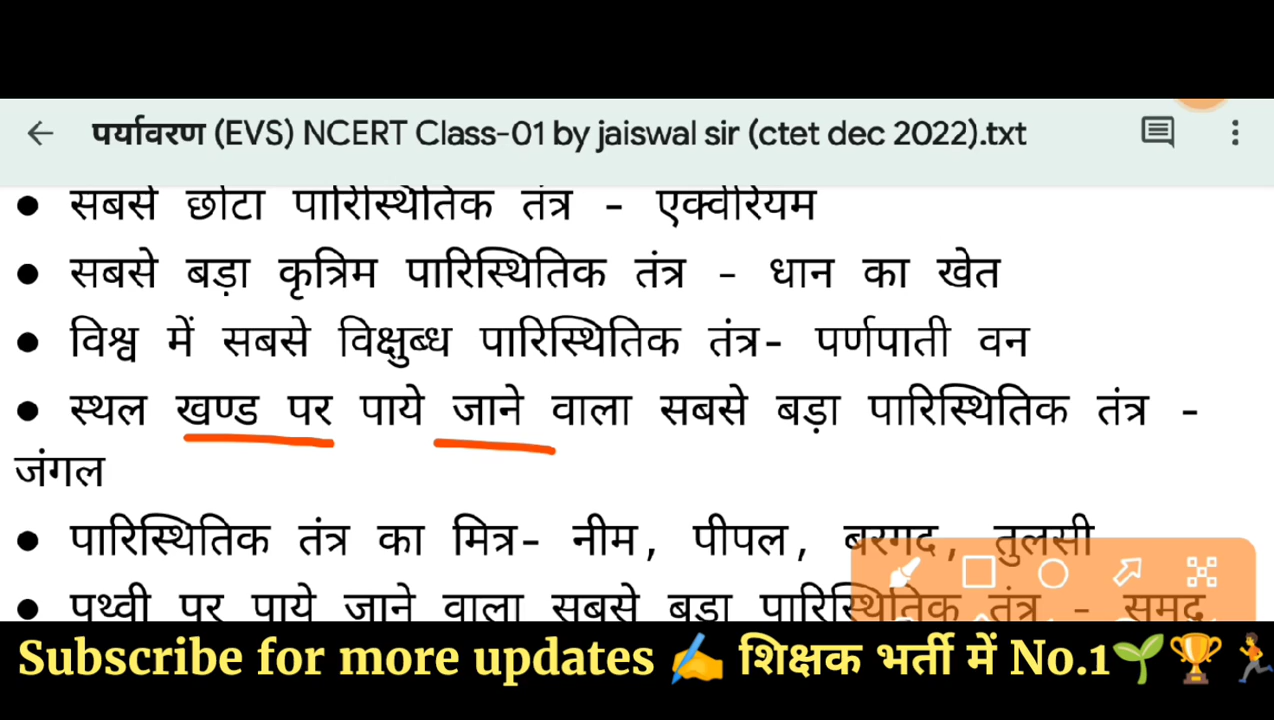 पर्यावरण (EVS) NCERT Class-01 by jaiswal sir (ctet dec 2022).txt
● सबसे छोटा पारिस्थितिक तंत्र - एक्वेरियम
● सबसे बड़ा कृत्रिम पारिस्थितिक तंत्र - धान का खेत
● विश्व में सबसे विक्षुब्ध पारिस्थितिक तंत्र- पर्णपाती वन
● स्थल खण्ड पर पाये जाने वाला सबसे बड़ा पारिस्थितिक तंत्र -
जंगल
● पारिस्थितिक तंत्र का मित्र- नीम, पीपल, बरगद, तुलसी
● पृथ्वी पर पाये जाने वाला सबसे बड़ा पारिस्थितिक तंत्र - समुद्र
Subscribe for more updates ✍️ शिक्षक भर्ती में No.1🌱🏆🏃